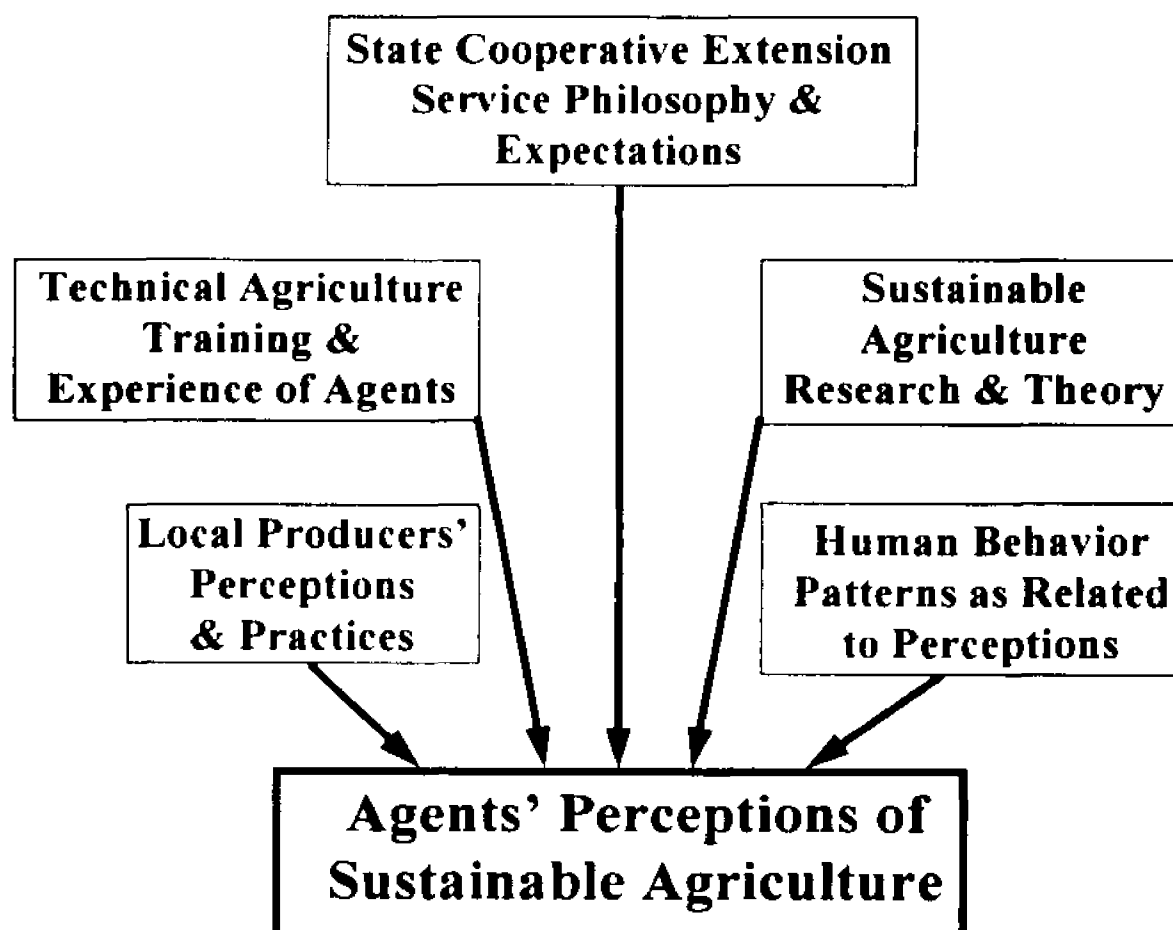 State Cooperative Extension
Service Philosophy &
Expectations
Technical Agriculture
Training &
Experience of Agents
Sustainable
Agriculture
Research & Theory
Local Producers’
Perceptions
& Practices
Human Behavior
Patterns as Related
to Perceptions
Agents’ Perceptions of
Sustainable Agriculture